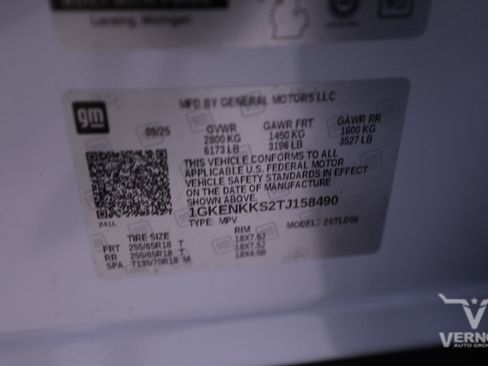 Lansing, Michigan
gm
MFD BY GENERAL MOTORS LLC
09/25
GVWR GAWR FRT GAWR RR
2800 KG 1450 KG 1600 KG
6173 LB 3196 LB 3527 LB
THIS VEHICLE CONFORMS TO ALL
APPLICABLE U.S. FEDERAL MOTOR
VEHICLE SAFETY STANDARDS IN EFFECT
ON THE DATE OF MANUFACTURE
SHOWN ABOVE.
1GKENKKS2TJ158490
TYPE: MPV MODEL:
TIRE SIZE RIM
FRT 255/65R18 T 18X7.5J
RR 255/65R18 T 18X7.5J
SPA T135/70R18 M 18X4.5B
VERNO
AUTO GROU